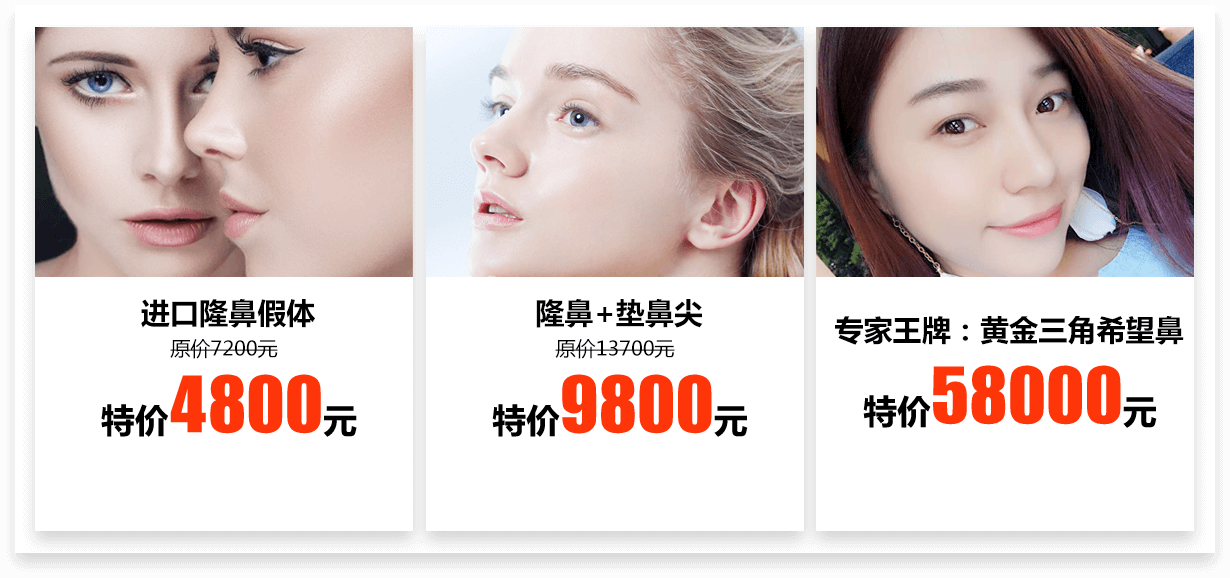 进口隆鼻假体
原价7200元
特价4800元
隆鼻+垫鼻尖
原价13700元
特价9800元
专家王牌：黄金三角希望鼻
特价58000元